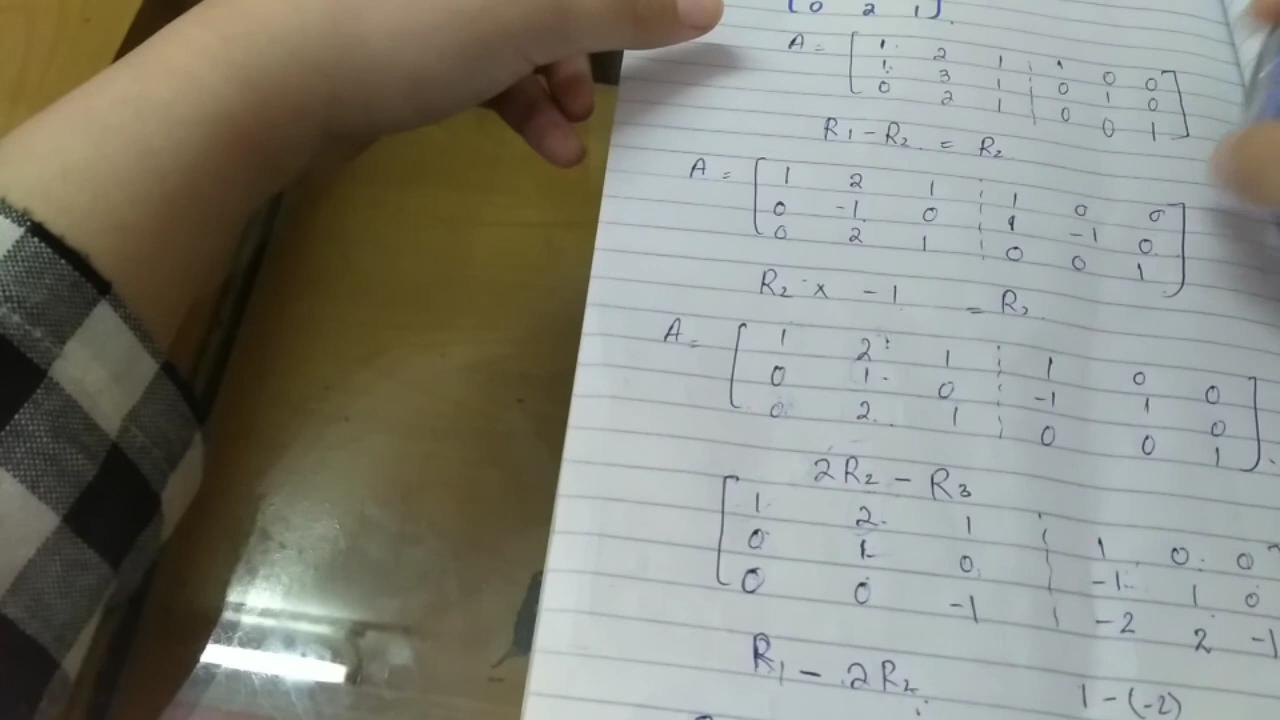 [0 2 1].
A = [1. 2 1 ¦ 1 0 0]
1. 3 1 ¦ 0 1 0
0 2 1 | 0 0 1
R1 - R2 = R2
A = [1 2 1 ¦ 1 0 0]
0 -1 0 ¦ 1 -1 0
0 2 1 ¦ 0 0 1
R2 x -1 = R2
A = [1 2 1 ¦ 1 0 0]
0 1 0 ¦ -1 1 0
0 2 1 ¦ 0 0 1
2R2 - R3
[1 2 1 ¦ 1 0 0
0 1 0 | -1 1 0
0 0 -1 | -2 2 -1
R1 - 2R2 1-(-2)